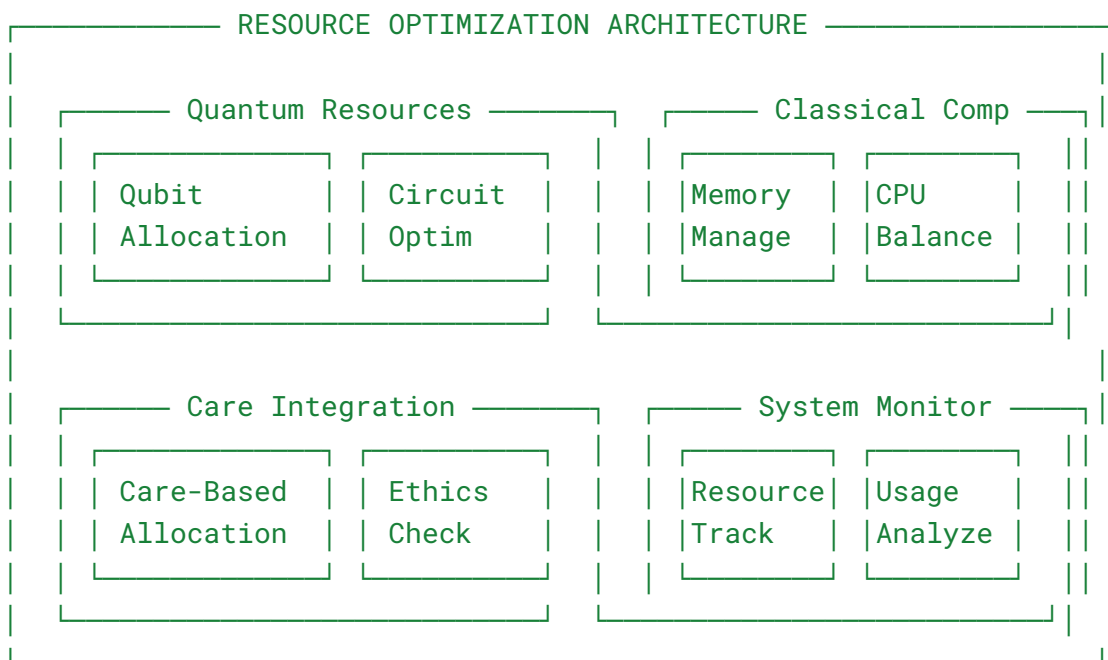 RESOURCE OPTIMIZATION ARCHITECTURE
Quantum Resources Classical Comp
Qubit Circuit Memory CPU
Allocation Optim Manage Balance
Care Integration System Monitor
Care-Based Ethics Resource Usage
Allocation Check Track Analyze